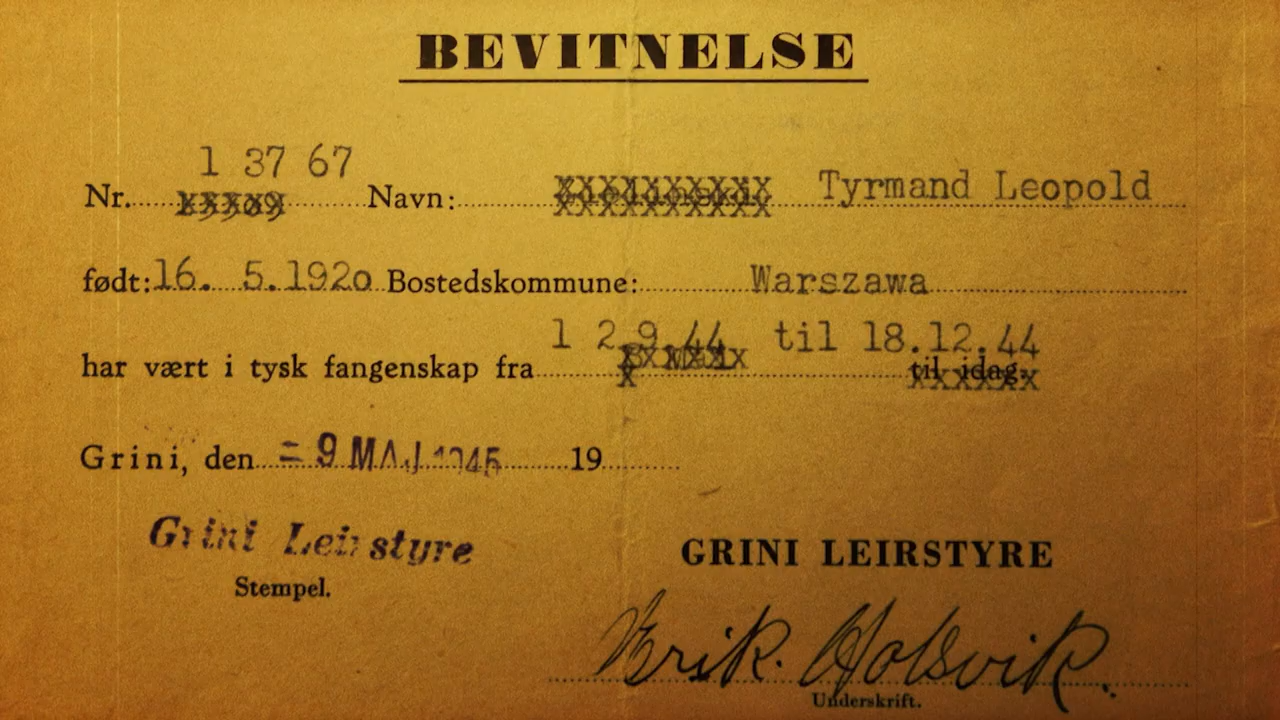 BEVITNELSE
1 37 67
Nr. Navn: Tyrmand Leopold
født: 16. 5.1920 Bostedskommune: Warszawa
1 2.9.44 til 18.12.44
har vært i tysk fangenskap fra til idag.
Grini, den = 9 MAJ 1945 19
Grini Leirstyre
Stempel.
GRINI LEIRSTYRE
Erik Holsvik.
Underskrift.